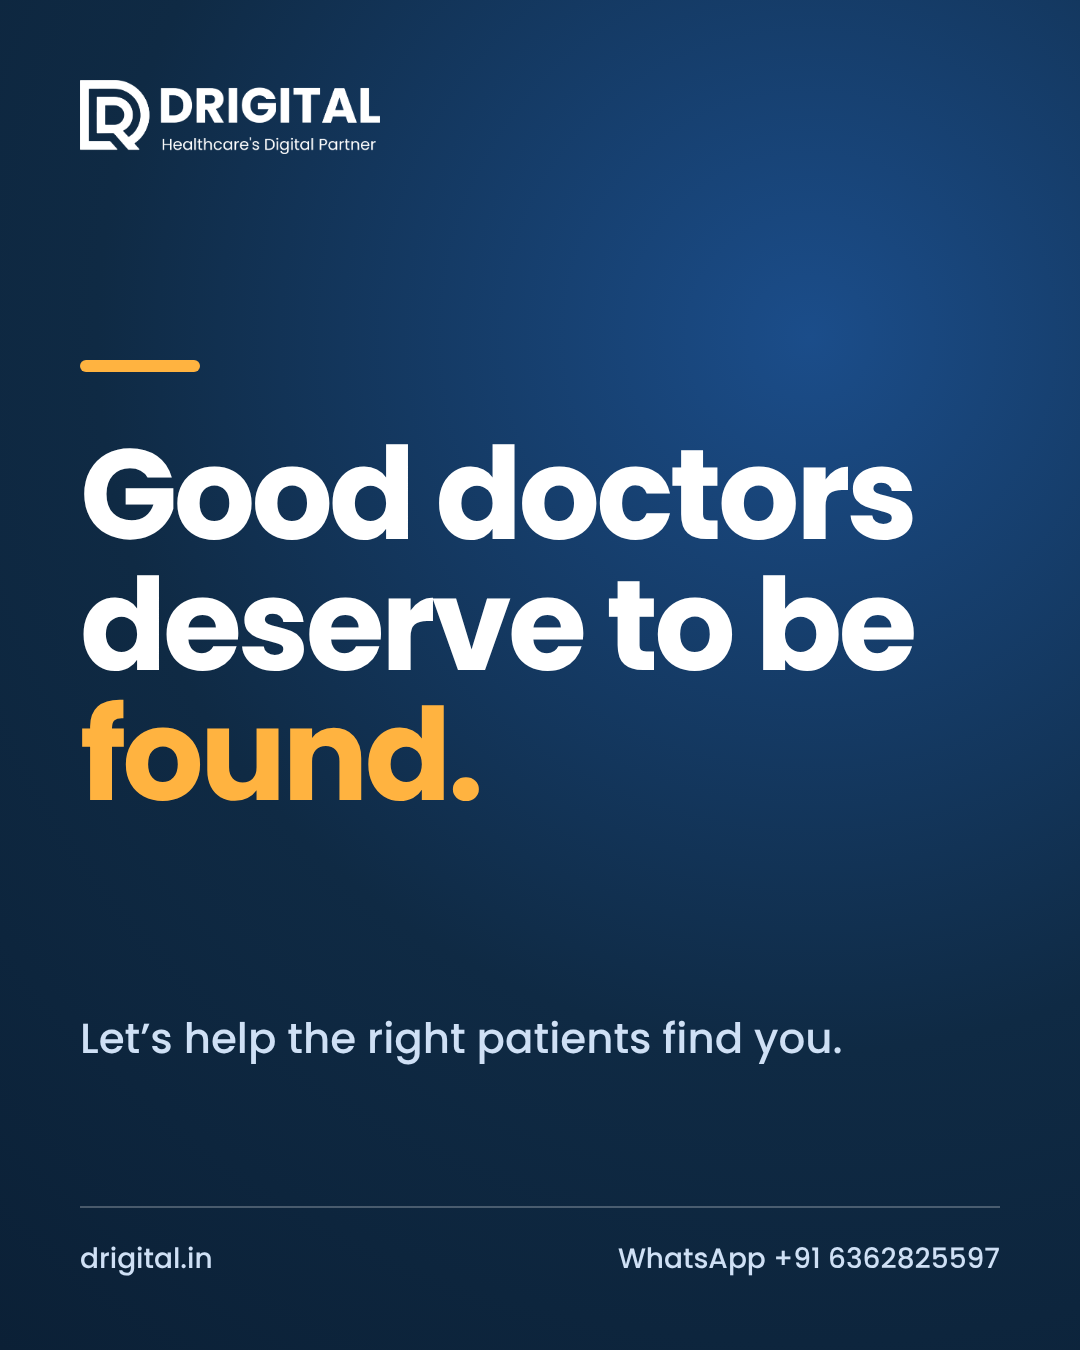 DRIGITAL
Healthcare's Digital Partner
Good doctors
deserve to be
found.
Let’s help the right patients find you.
drigital.in
WhatsApp +91 6362825597